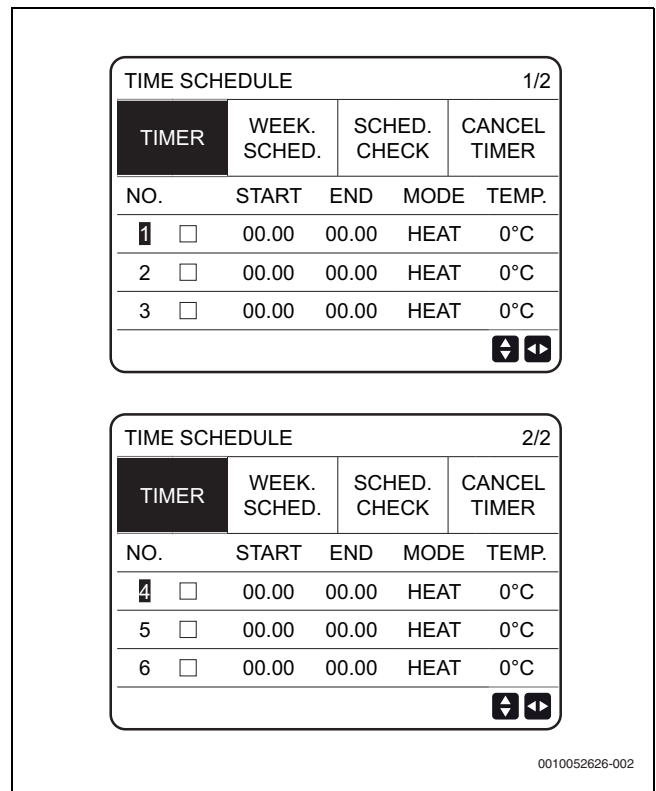 TIME SCHEDULE 1/2
TIMER WEEK. SCHED. SCHED. CHECK CANCEL TIMER
NO. START END MODE TEMP.
1 ☐ 00.00 00.00 HEAT 0°C
2 ☐ 00.00 00.00 HEAT 0°C
3 ☐ 00.00 00.00 HEAT 0°C
TIME SCHEDULE 2/2
TIMER WEEK. SCHED. SCHED. CHECK CANCEL TIMER
NO. START END MODE TEMP.
4 ☐ 00.00 00.00 HEAT 0°C
5 ☐ 00.00 00.00 HEAT 0°C
6 ☐ 00.00 00.00 HEAT 0°C
0010052626-002